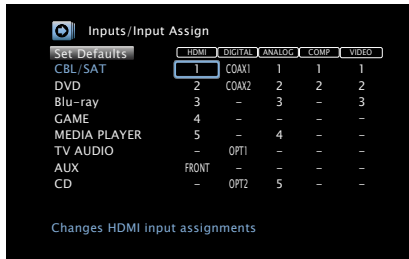 Inputs/Input Assign
Set Defaults HDMI DIGITAL ANALOG COMP VIDEO
CBL/SAT 1 COAX1 1 1 1
DVD 2 COAX2 2 2 2
Blu-ray 3 – 3 – 3
GAME 4 – – – –
MEDIA PLAYER 5 – 4 – –
TV AUDIO – OPT1 – – –
AUX FRONT – – – –
CD – OPT2 5 – –
Changes HDMI input assignments